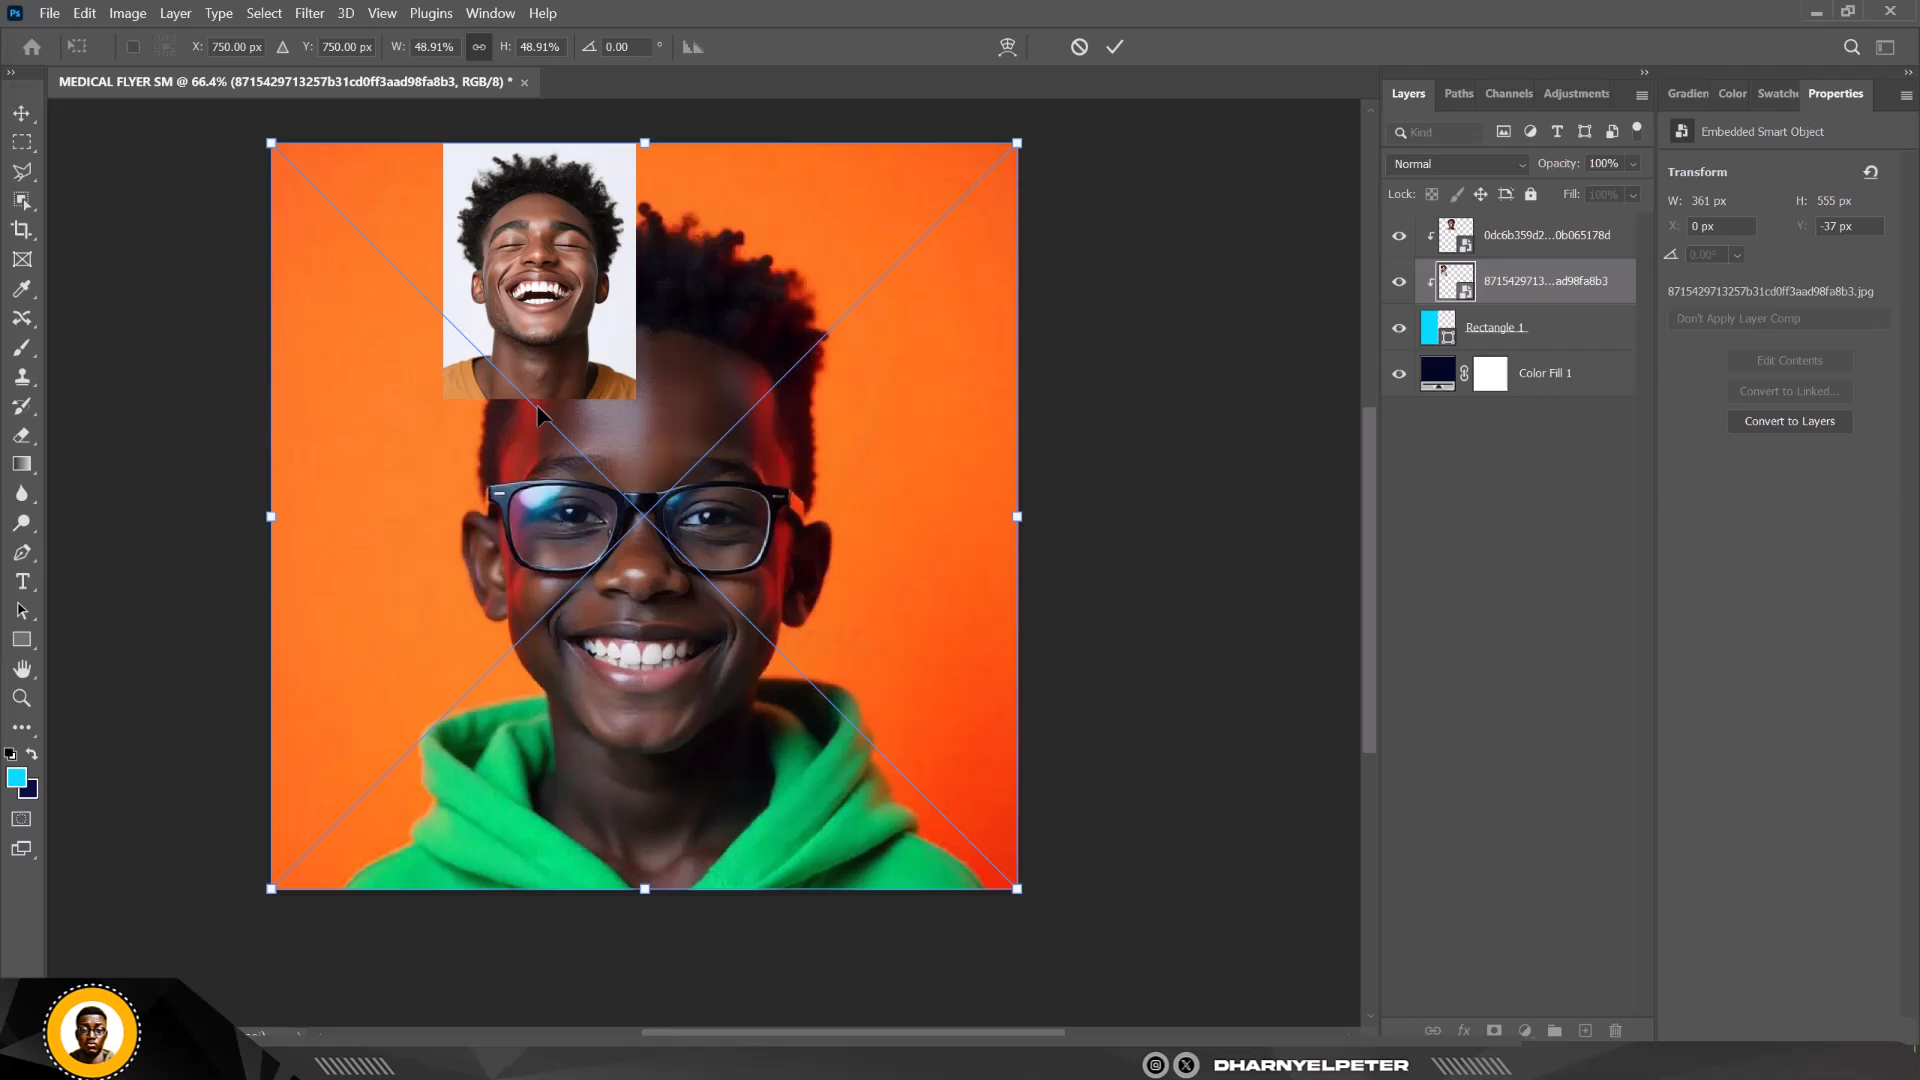 Ps File Edit Image Layer Type Select Filter 3D View Plugins Window Help
X: 750.00 px Y: 750.00 px W: 48.91% H: 48.91% 0.00 °
MEDICAL FLYER SM @ 66.4% (8715429713257b31cd0ff3aad98fa8b3, RGB/8) * ×
Layers Paths Channels Adjustments
Gradien Color Swatche Properties
Kind
Embedded Smart Object
Normal Opacity: 100%
Transform
Lock: Fill: 100%
W: 361 px H: 555 px
X: 0 px Y: -37 px
0dc6b359d2...0b065178d
0.00°
8715429713...ad98fa8b3
8715429713257b31cd0ff3aad98fa8b3.jpg
Don't Apply Layer Comp
Rectangle 1
Edit Contents
Color Fill 1
Convert to Linked...
Convert to Layers
fx
DHARNYELPETER